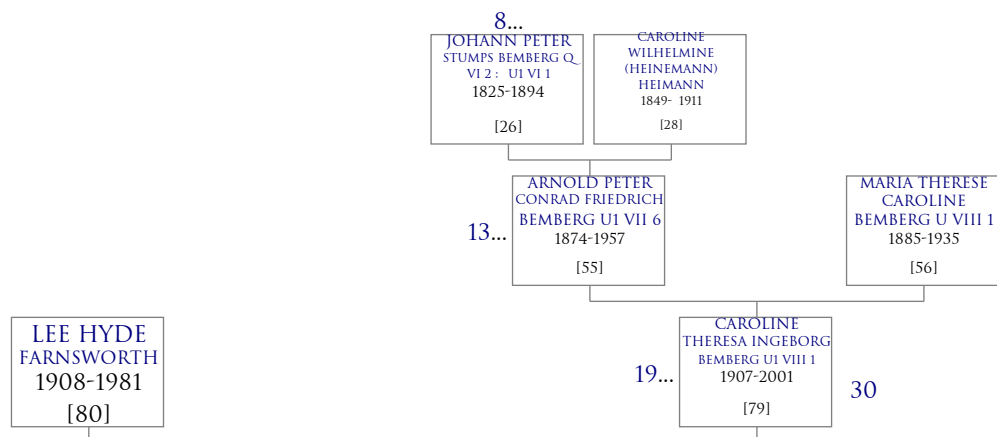 8...
JOHANN PETER
STUMPS BEMBERG Q
VI 2 : U1 VI 1
1825-1894
[26]
CAROLINE
WILHELMINE
(HEINEMANN)
HEIMANN
1849- 1911
[28]
13...
ARNOLD PETER
CONRAD FRIEDRICH
BEMBERG U1 VII 6
1874-1957
[55]
MARIA THERESE
CAROLINE
BEMBERG U VIII 1
1885-1935
[56]
LEE HYDE
FARNSWORTH
1908-1981
[80]
19...
CAROLINE
THERESA INGEBORG
BEMBERG U1 VIII 1
1907-2001
[79]
30